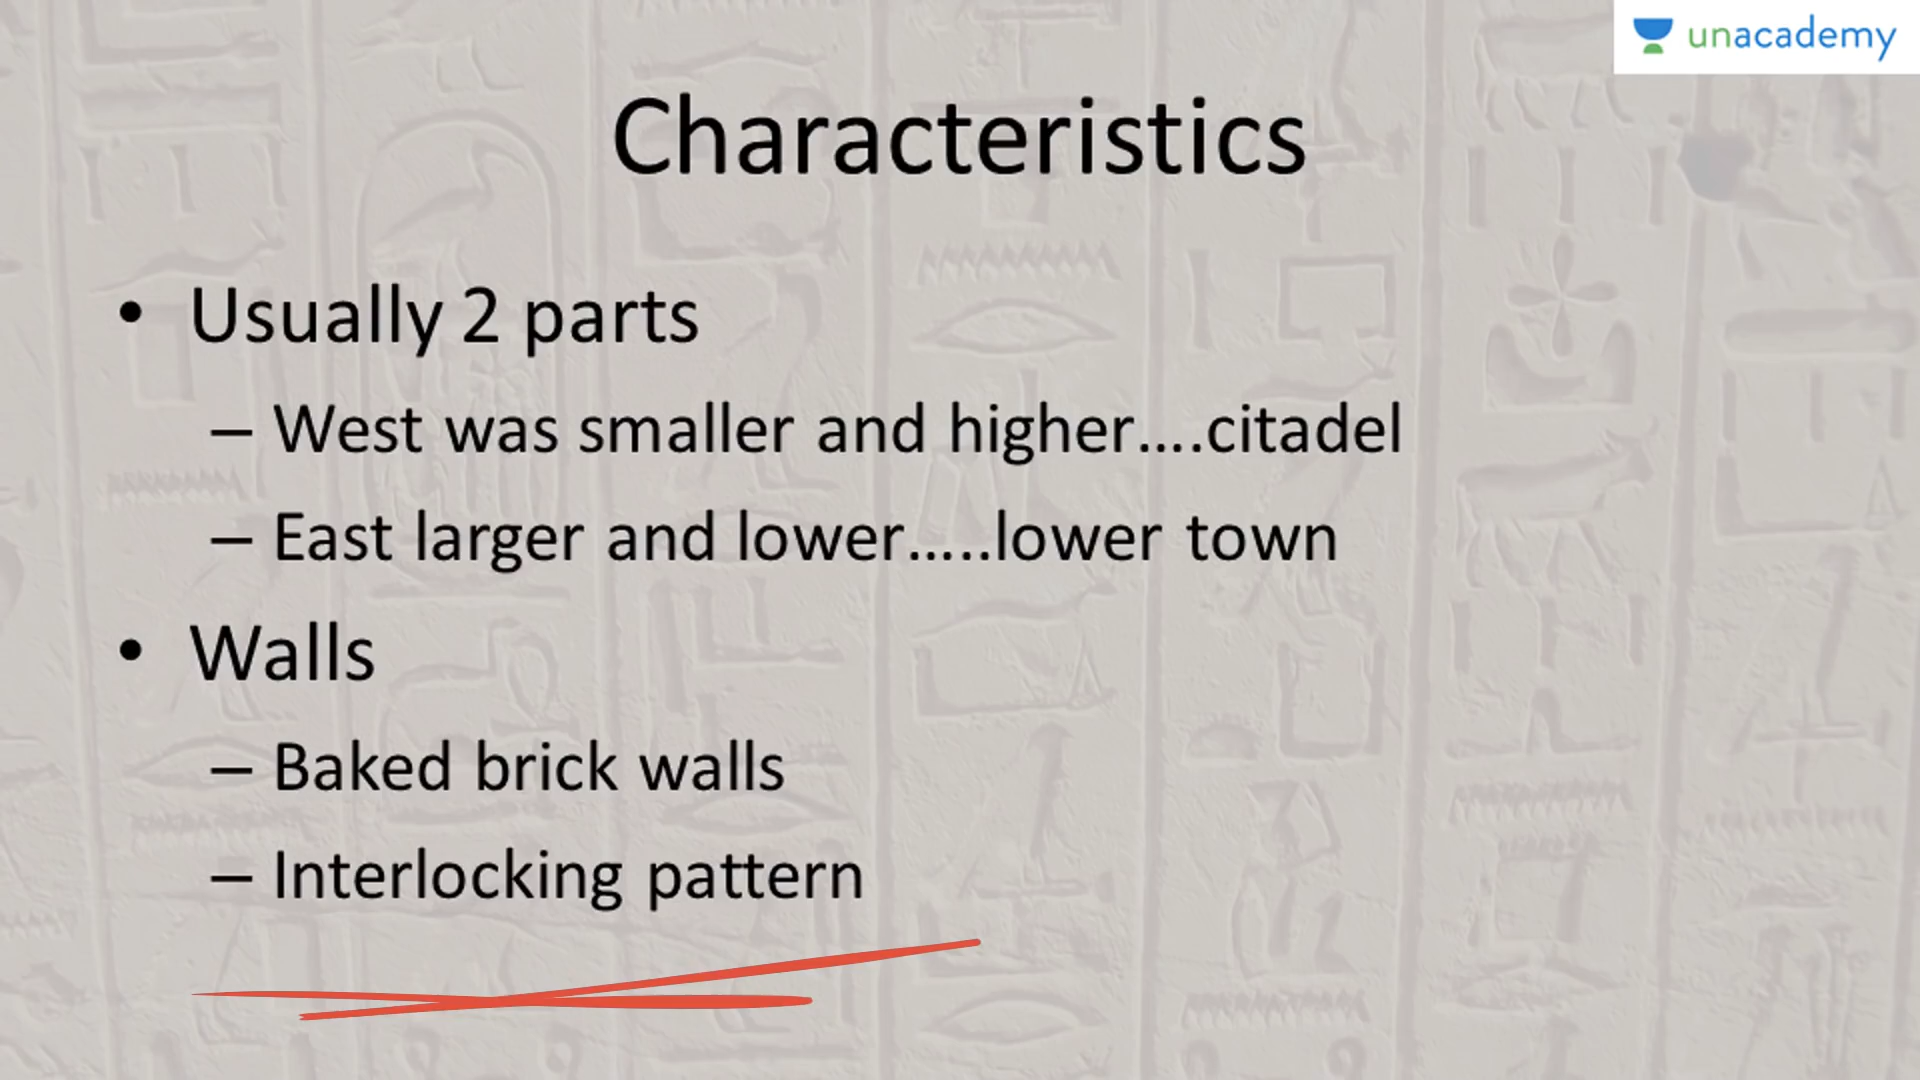 unacademy
Characteristics
• Usually 2 parts
– West was smaller and higher....citadel
– East larger and lower.....lower town
• Walls
– Baked brick walls
– Interlocking pattern